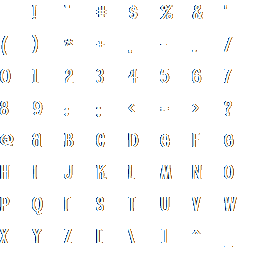 ! " # $ % & '
( ) * + , - . /
0 1 2 3 4 5 6 7
8 9 : ; < = > ?
@ a B C D e F G
H I J K L M N O
P Q r S T U V W
X Y Z [ \ ] ^ _